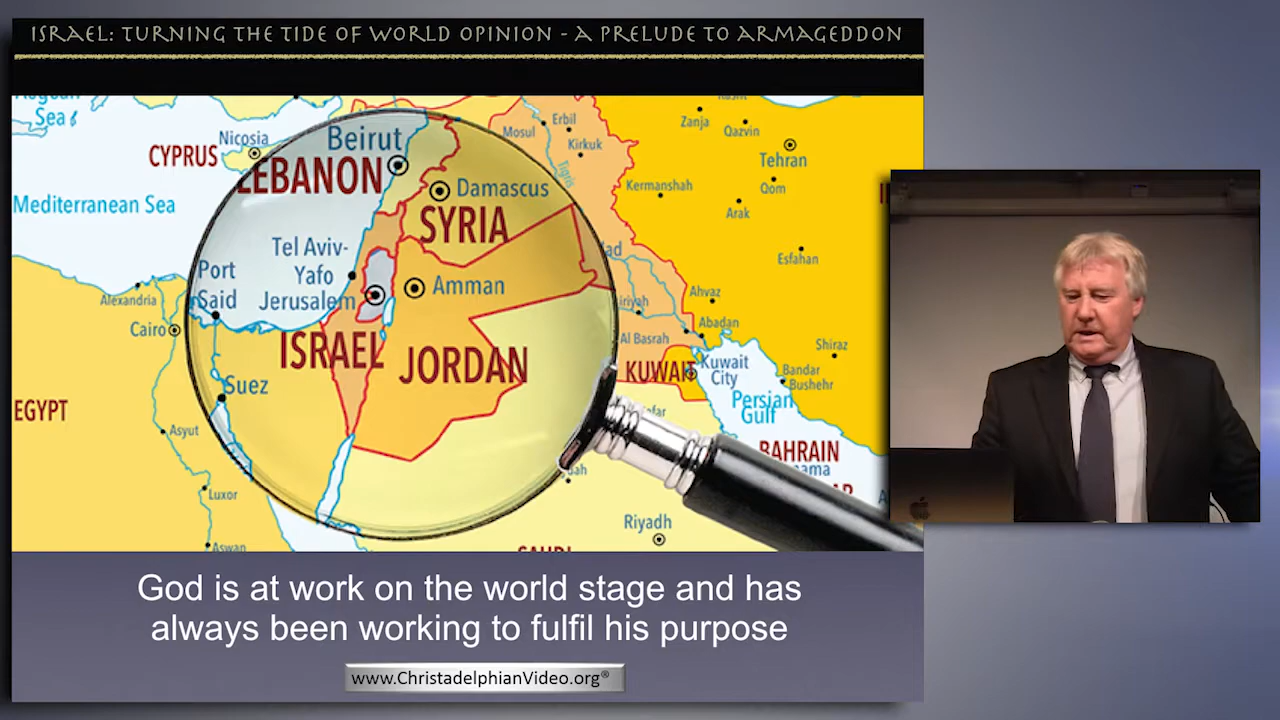 ISRAEL: TURNING THE TIDE OF WORLD OPINION - A PRELUDE TO ARMAGEDDON
Sea
Nicosia
CYPRUS
Beirut
LEBANON
Mosul
Erbil
Kirkuk
Tigris
Zanja
Qazvin
Tehran
Qom
Kermanshah
Arak
Damascus
SYRIA
Mediterranean Sea
Tel Aviv-
Yafo
Jerusalem
Amman
Esfahan
Port
Said
Alexandria
Cairo
ISRAEL
JORDAN
Ahvaz
Abadan
Al Basrah
Shiraz
KUWAIT
Kuwait
City
Bandar
Bushehr
Persian
Gulf
Suez
EGYPT
Asyut
BAHRAIN
Luxor
Riyadh
Aswan
God is at work on the world stage and has
always been working to fulfil his purpose
www.ChristadelphianVideo.org®